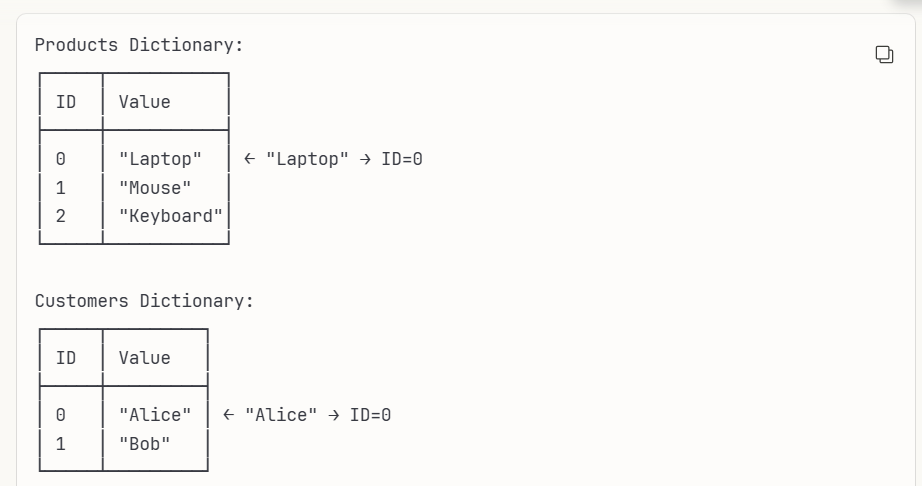 Products Dictionary:
ID Value
0 "Laptop" ← "Laptop" → ID=0
1 "Mouse"
2 "Keyboard"
Customers Dictionary:
ID Value
0 "Alice" ← "Alice" → ID=0
1 "Bob"